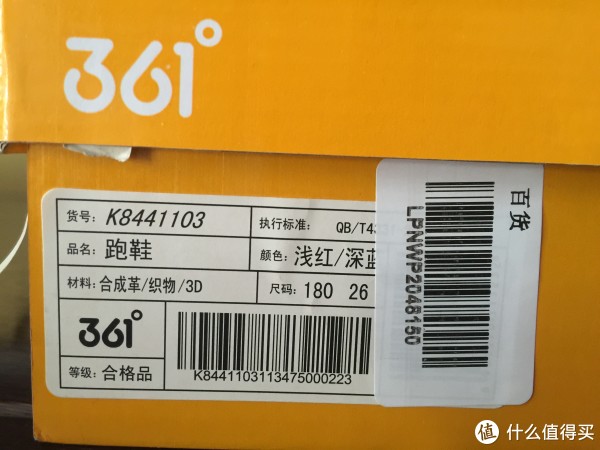 361°
货号: K8441103
执行标准: QB/T43
品名: 跑鞋
颜色: 浅红/深蓝
材料: 合成革/织物/3D
尺码: 180 26
361°
等级: 合格品
K8441103113475000223
百货
LPNWP2048150
值 什么值得买